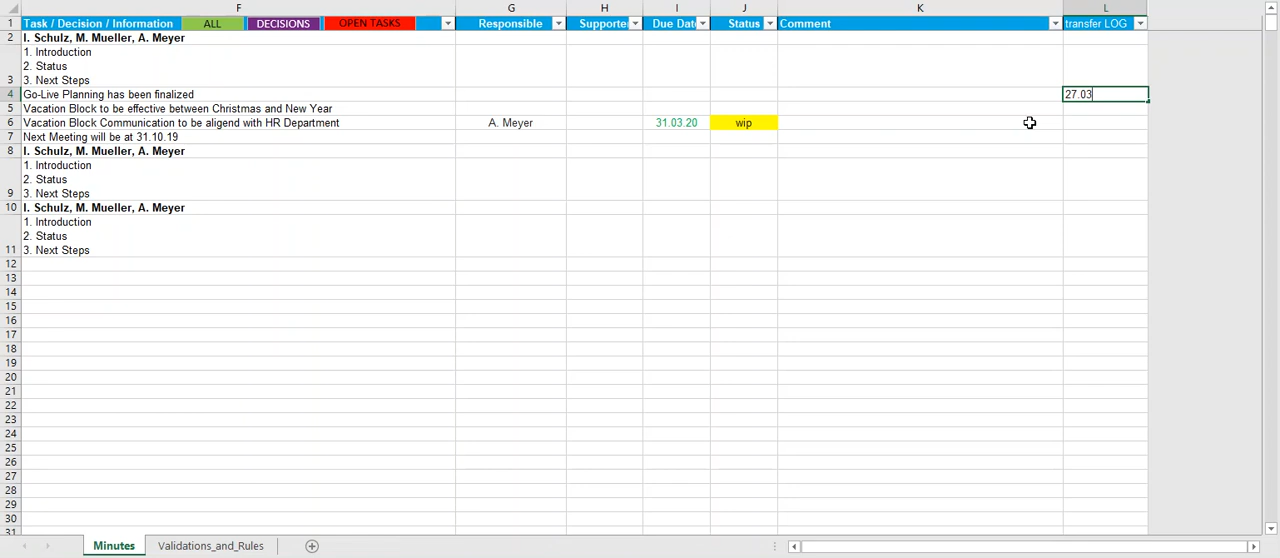 F G H I J K L
1 Task / Decision / Information ALL DECISIONS OPEN TASKS Responsible Supporte Due Date Status Comment transfer LOG
2 I. Schulz, M. Mueller, A. Meyer
1. Introduction
2. Status
3 3. Next Steps
4 Go-Live Planning has been finalized 27.03
5 Vacation Block to be effective between Christmas and New Year
6 Vacation Block Communication to be aligend with HR Department A. Meyer 31.03.20 wip
7 Next Meeting will be at 31.10.19
8 I. Schulz, M. Mueller, A. Meyer
1. Introduction
2. Status
9 3. Next Steps
10 I. Schulz, M. Mueller, A. Meyer
1. Introduction
2. Status
11 3. Next Steps
12
13
14
15
16
17
18
19
20
21
22
23
24
25
26
27
28
29
30
31
Minutes Validations_and_Rules